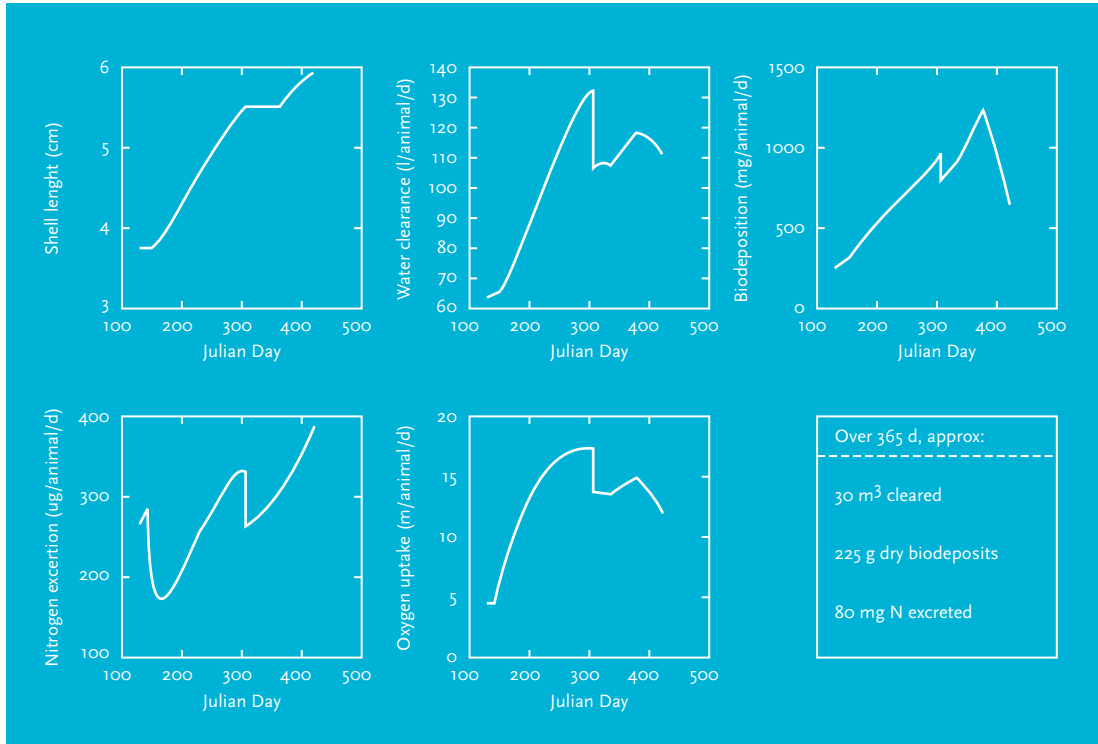 Shell lenght (cm)
6
5
4
3
100 200 300 400 500
Julian Day
Water clearance (l/animal/d)
140
130
120
110
100
90
80
70
60
100 200 300 400 500
Julian Day
Biodeposition (mg/animal/d)
1500
1000
500
0
100 200 300 400 500
Julian Day
Nitrogen excertion (ug/animal/d)
400
300
200
100
100 200 300 400 500
Julian Day
Oxygen uptake (m/animal/d)
20
15
10
5
0
100 200 300 400 500
Julian Day
Over 365 d, approx:
30 m³ cleared
225 g dry biodeposits
80 mg N excreted